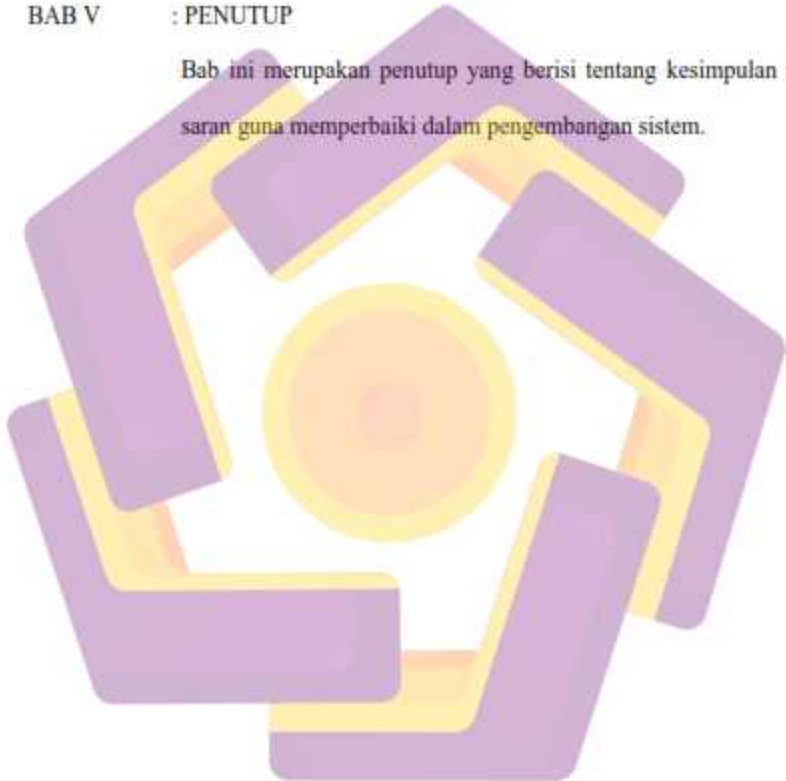 BAB V : PENUTUP
Bab ini merupakan penutup yang berisi tentang kesimpulan
saran guna memperbaiki dalam pengembangan sistem.